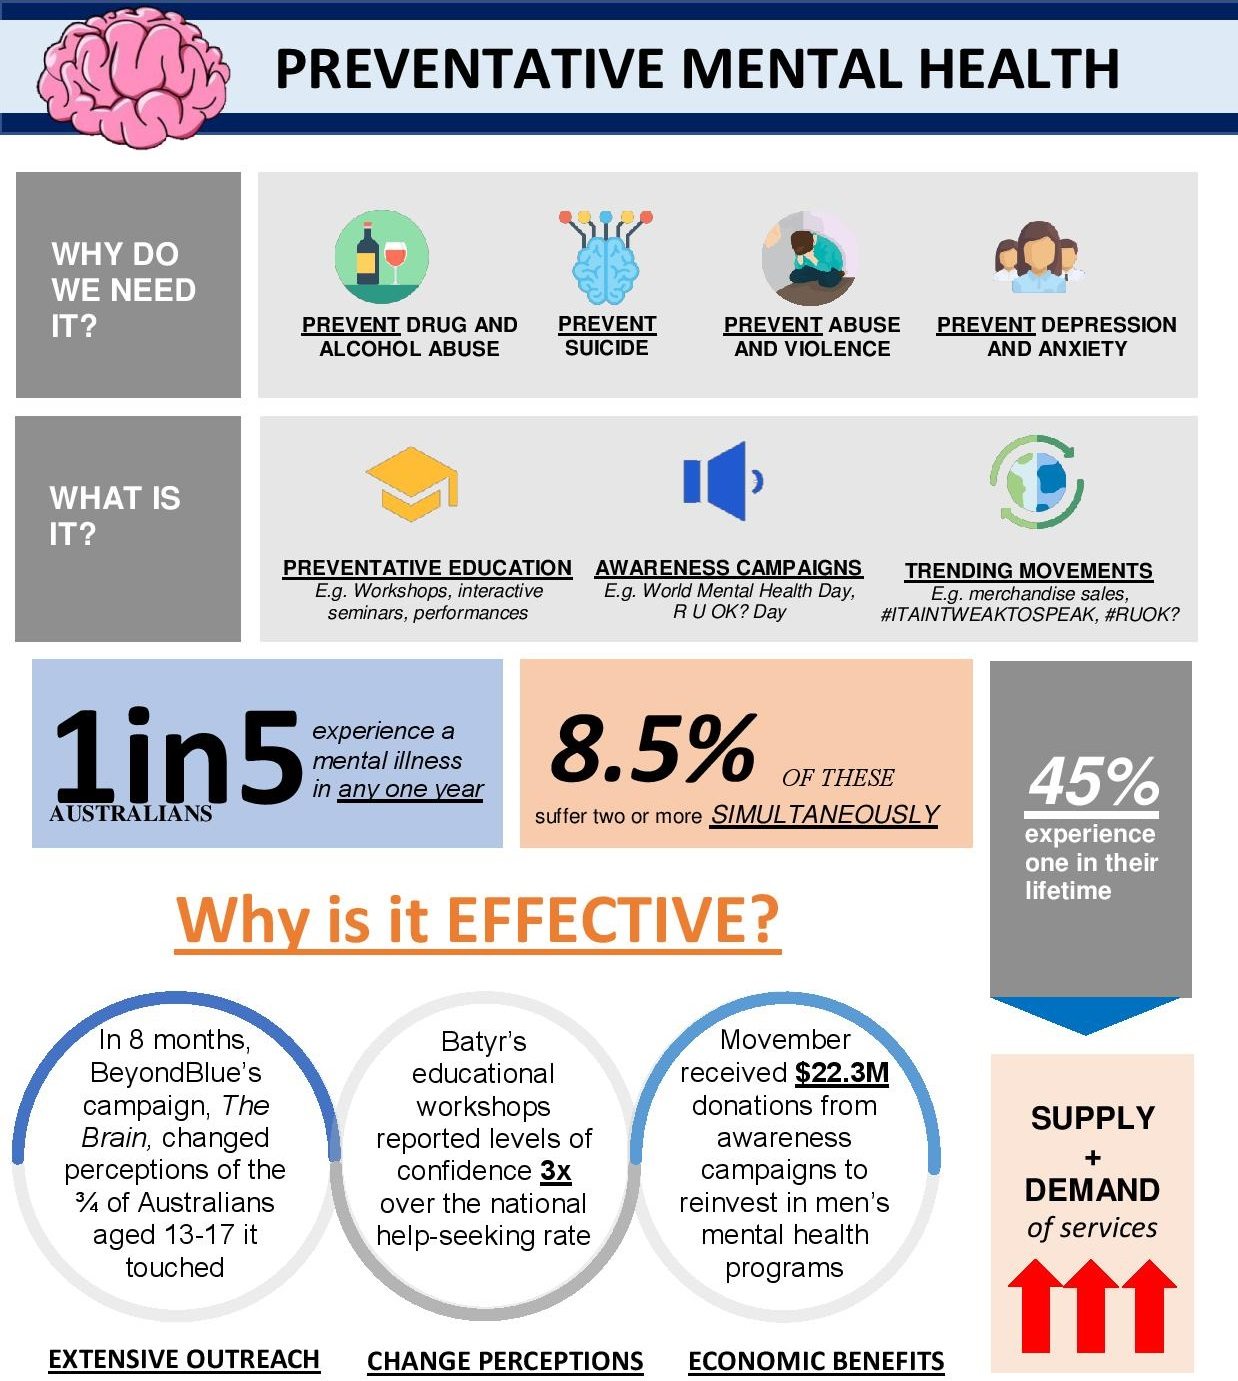 PREVENTATIVE MENTAL HEALTH
WHY DO
WE NEED
IT?
PREVENT DRUG AND
ALCOHOL ABUSE
PREVENT
SUICIDE
PREVENT ABUSE
AND VIOLENCE
PREVENT DEPRESSION
AND ANXIETY
WHAT IS
IT?
PREVENTATIVE EDUCATION
E.g. Workshops, interactive
seminars, performances
AWARENESS CAMPAIGNS
E.g. World Mental Health Day,
R U OK? Day
TRENDING MOVEMENTS
E.g. merchandise sales,
#ITAINTWEAKTOSPEAK, #RUOK?
1in5
AUSTRALIANS
experience a
mental illness
in any one year
8.5% OF THESE
suffer two or more SIMULTANEOUSLY
45%
experience
one in their
lifetime
Why is it EFFECTIVE?
In 8 months,
BeyondBlue's
campaign, The
Brain, changed
perceptions of the
¾ of Australians
aged 13-17 it
touched
EXTENSIVE OUTREACH
Batyr's
educational
workshops
reported levels of
confidence 3x
over the national
help-seeking rate
CHANGE PERCEPTIONS
Movember
received $22.3M
donations from
awareness
campaigns to
reinvest in men's
mental health
programs
ECONOMIC BENEFITS
SUPPLY
+
DEMAND
of services